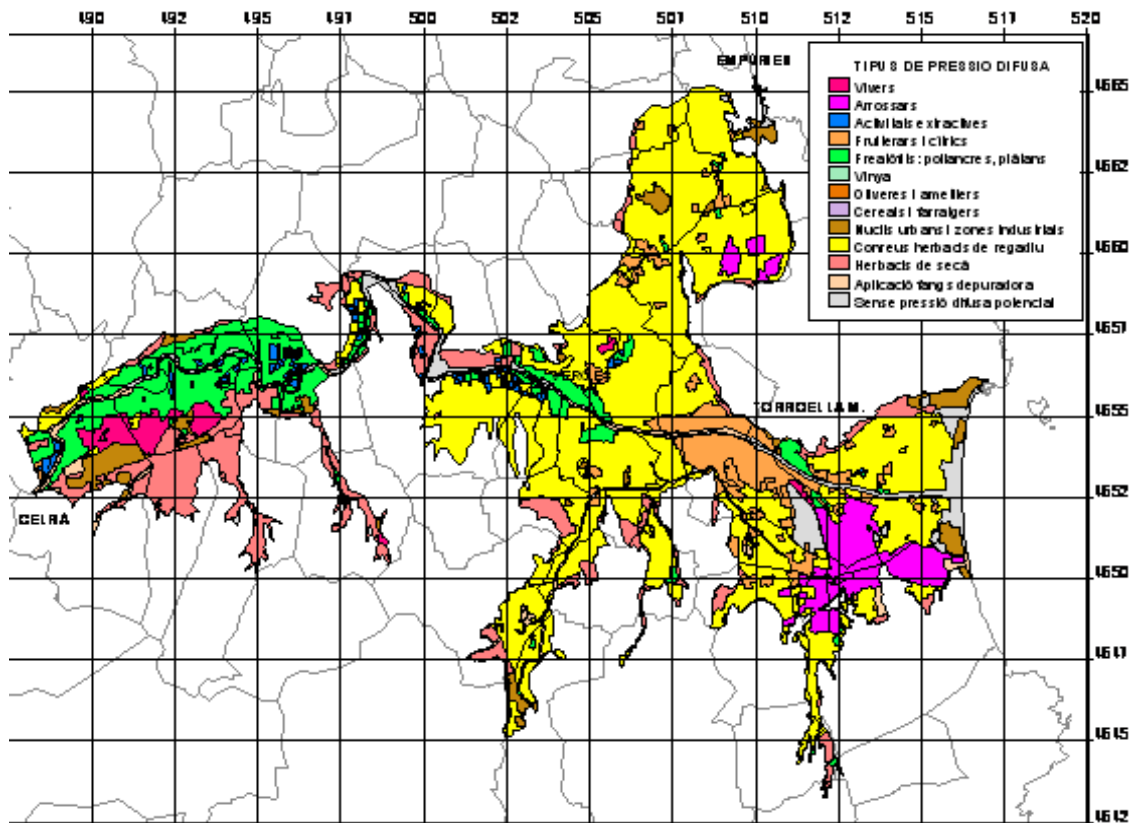 490 492 495 497 500 502 505 507 510 512 515 517 520
EMPÚRIES
TIPUS DE PRESSIO DIFUSA
Vivers
Arrossars
Activitats extractives
Fruiterars i cítrics
Freatòfits: pollancres, plàtans
Vinya
Oliveres i ametllers
Cereals i farratgers
Nuclis urbans i zones industrials
Conreus herbacis de regadiu
Herbacis de secà
Aplicació fangs depuradora
Sense pressió difusa potencial
4665
4662
4660
4657
TORROELLA M.
4655
4652
CELRÀ
4650
4647
4645
4642